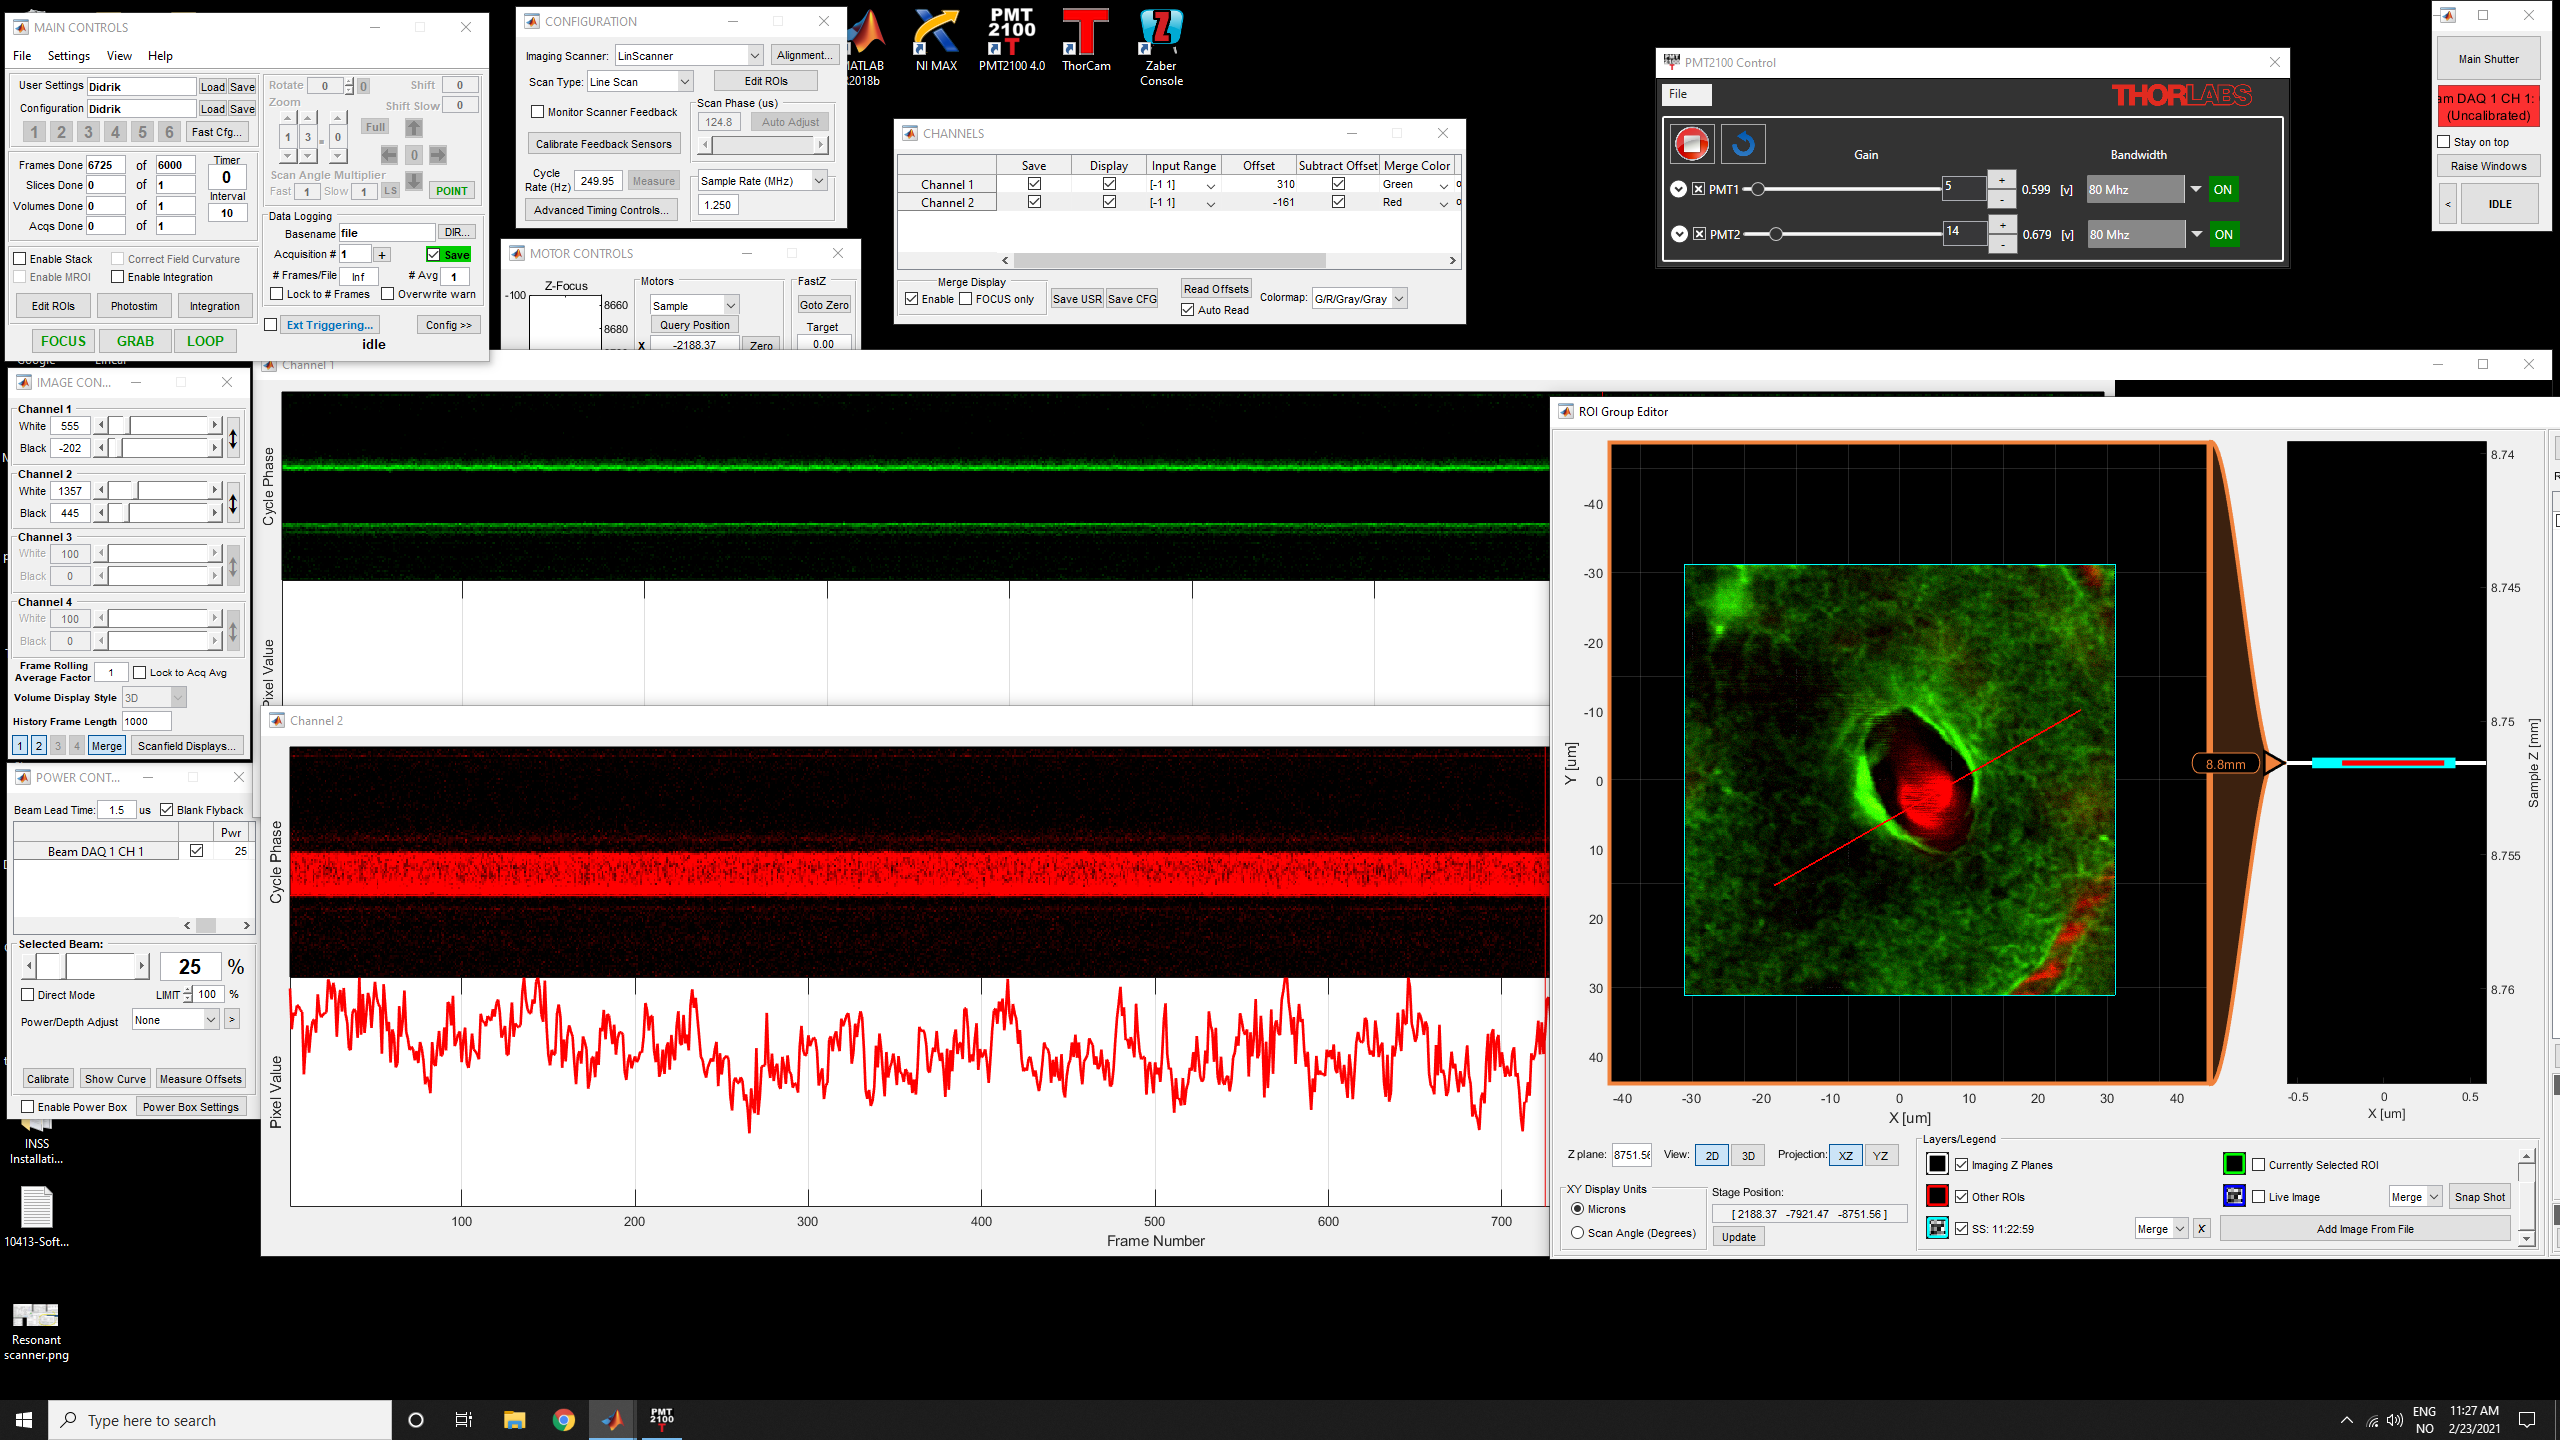 MAIN CONTROLS
File Settings View Help
User Settings Didrik Load Save
Configuration Didrik Load Save
1 2 3 4 5 6 Fast Cfg...
Frames Done 6725 of 6000
Slices Done 0 of 1
Volumes Done 0 of 1
Acqs Done 0 of 1
Timer
0
Interval
10
Enable Stack Correct Field Curvature
Enable MROI Enable Integration
Edit ROIs Photostim Integration
FOCUS GRAB LOOP
Rotate 0 0 Shift 0
Zoom Shift Slow 0
1 3 . 0 Full 0
Scan Angle Multiplier
Fast 1 Slow 1 LS POINT
Data Logging
Basename file DIR...
Acquisition # 1 + Save
# Frames/File Inf # Avg 1
Lock to # Frames Overwrite warn
Ext Triggering... Config >>
idle
CONFIGURATION
Imaging Scanner: LinScanner Alignment...
Scan Type: Line Scan Edit ROIs
Monitor Scanner Feedback
Calibrate Feedback Sensors
Scan Phase (us)
124.8 Auto Adjust
Cycle
Rate (Hz) 249.95 Measure
Advanced Timing Controls...
Sample Rate (MHz)
1.250
MOTOR CONTROLS
Z-Focus
-100
8660
8680
Motors
Sample
Query Position
X -2188.37 Zero
FastZ
Goto Zero
Target
0.00
NI MAX
PMT
2100
PMT2100 4.0
ThorCam
Zaber
Console
CHANNELS
Save Display Input Range Offset Subtract Offset Merge Color
Channel 1 [-1 1] 310 Green
Channel 2 [-1 1] -161 Red
Merge Display
Enable FOCUS only Save USR Save CFG
Read Offsets
Auto Read
Colormap: G/R/Gray/Gray
PMT2100 Control
File
THORLABS
Gain Bandwidth
PMT1 5 + - 0.599 [v] 80 Mhz ON
PMT2 14 + - 0.679 [v] 80 Mhz ON
Main Shutter
am DAQ 1 CH 1:
(Uncalibrated)
Stay on top
Raise Windows
< IDLE
IMAGE CON...
Channel 1
White 555
Black -202
Channel 2
White 1357
Black 445
Channel 3
White 100
Black 0
Channel 4
White 100
Black 0
Frame Rolling
Average Factor 1 Lock to Acq Avg
Volume Display Style 3D
History Frame Length 1000
1 2 3 4 Merge Scanfield Displays...
POWER CONT...
Beam Lead Time: 1.5 us Blank Flyback
Pwr
Beam DAQ 1 CH 1 25
Selected Beam:
25 %
Direct Mode LIMIT 100 %
Power/Depth Adjust None >
Calibrate Show Curve Measure Offsets
Enable Power Box Power Box Settings
Channel 1
Cycle Phase
Pixel Value
Channel 2
Cycle Phase
Pixel Value
100 200 300 400 500 600 700
Frame Number
ROI Group Editor
-40
-30
-20
-10
0
10
20
30
40
Y [um]
-40 -30 -20 -10 0 10 20 30 40
X [um]
8.8mm
8.74
8.745
8.75
8.755
8.76
Sample Z [mm]
-0.5 0 0.5
X [um]
Z plane: 8751.56 View: 2D 3D Projection: XZ YZ
XY Display Units
Microns
Scan Angle (Degrees)
Stage Position:
[ 2188.37 -7921.47 -8751.56 ]
Update
Layers/Legend
Imaging Z Planes Currently Selected ROI
Other ROIs Live Image Merge Snap Shot
SS: 11:22:59 Merge X Add Image From File
INSS
Installati...
10413-Soft...
Resonant
scanner.png
Type here to search
PMT
2100
ENG
NO
11:27 AM
2/23/2021